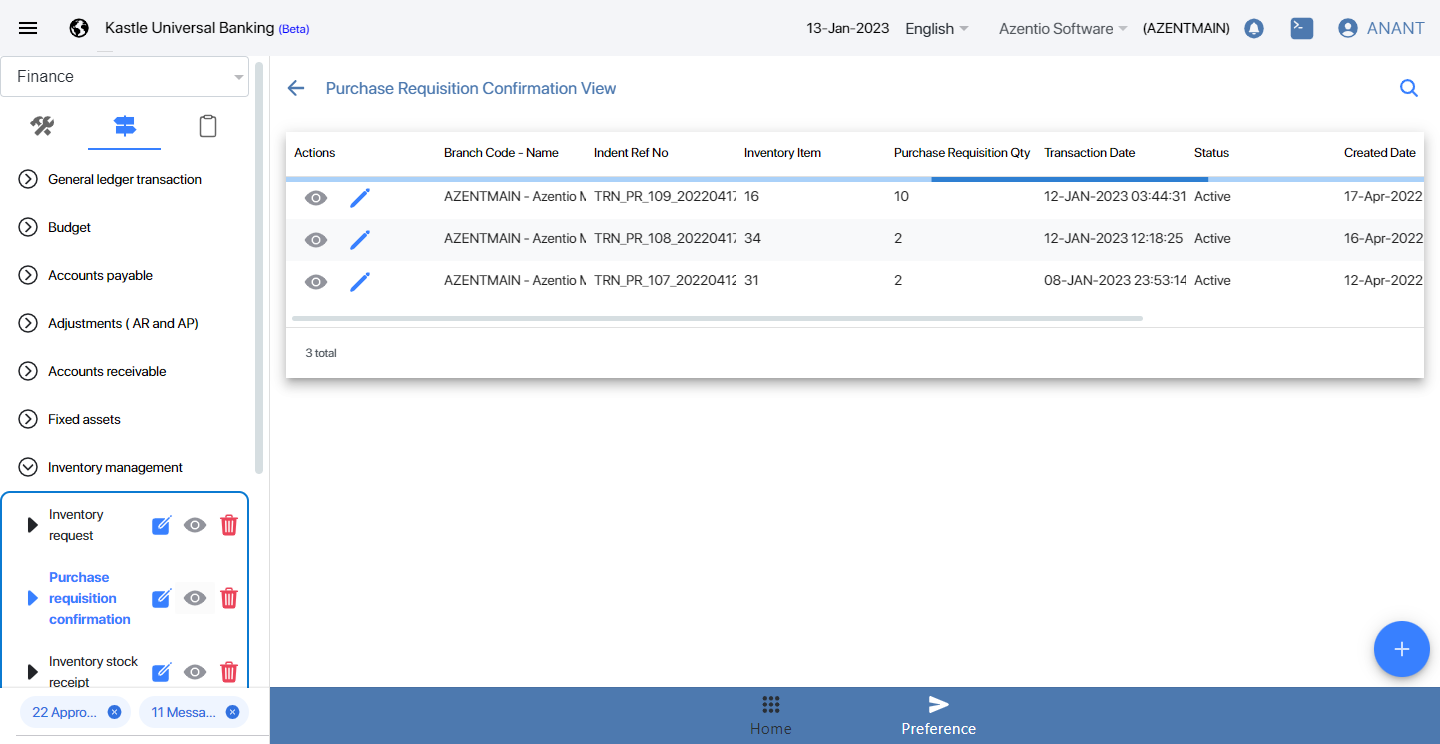 Kastle Universal Banking (Beta)
13-Jan-2023 English Azentio Software (AZENTMAIN) ANANT
Finance
General ledger transaction
Budget
Accounts payable
Adjustments ( AR and AP)
Accounts receivable
Fixed assets
Inventory management
Inventory
request
Purchase
requisition
confirmation
Inventory stock
receipt
22 Appro...
11 Messa...
Purchase Requisition Confirmation View
Actions Branch Code - Name Indent Ref No Inventory Item Purchase Requisition Qty Transaction Date Status Created Date
AZENTMAIN - Azentio M TRN_PR_109_20220417 16 10 12-JAN-2023 03:44:31 Active 17-Apr-2022
AZENTMAIN - Azentio M TRN_PR_108_20220417 34 2 12-JAN-2023 12:18:25 Active 16-Apr-2022
AZENTMAIN - Azentio M TRN_PR_107_20220412 31 2 08-JAN-2023 23:53:14 Active 12-Apr-2022
3 total
Home
Preference